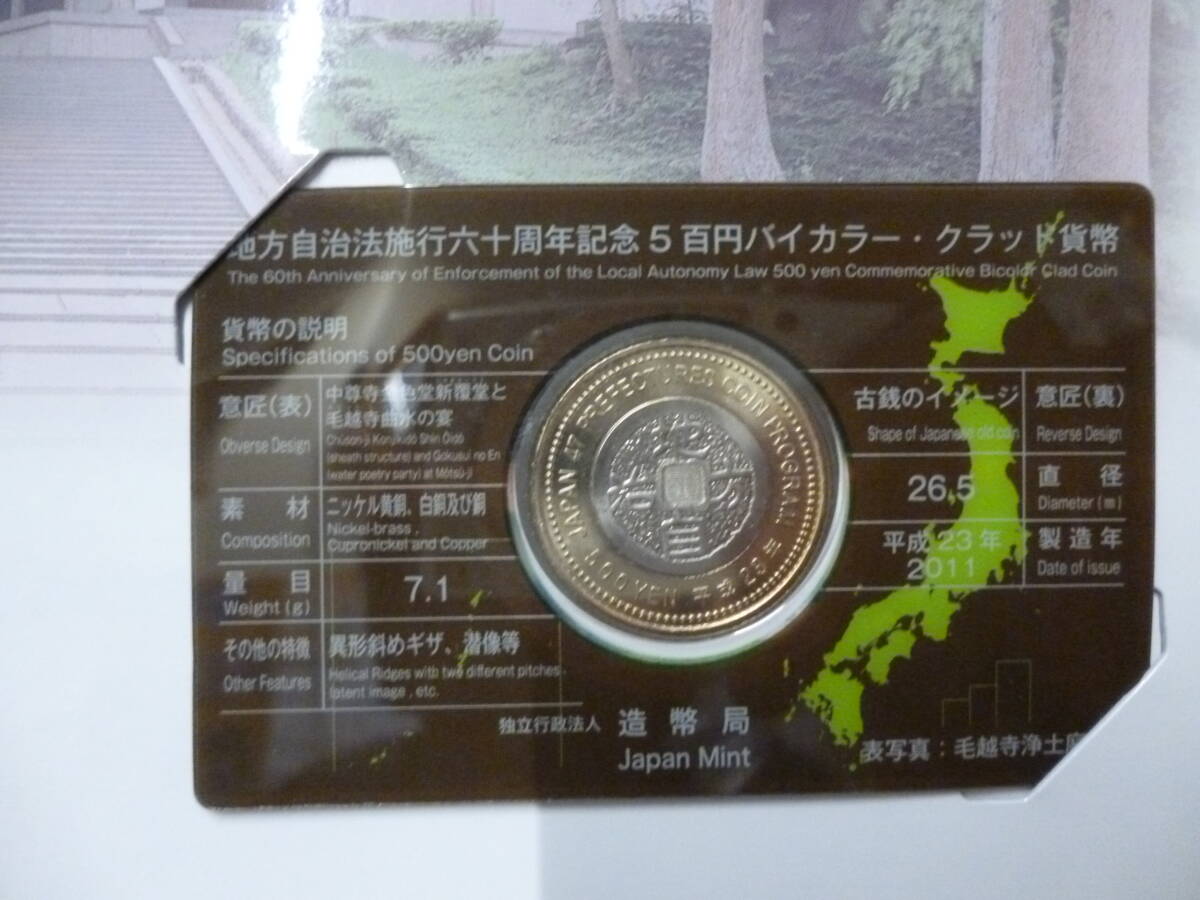 地方自治法施行六十周年記念5百円バイカラー・クラッド貨幣
The 60th Anniversary of Enforcement of the Local Autonomy Law 500 yen Commemorative Bicolor Clad Coin
貨幣の説明
Specifications of 500yen Coin
意匠(表)
Obverse Design
中尊寺金色堂新覆堂と
毛越寺曲水の宴
Chuson-ji Konjikido Shin Oido
(sheath structure) and Gokusui no En
(water poetry party) at Mōtsū-ji
素材
Composition
ニッケル黄銅、白銅及び銅
Nickel-brass,
Cupronickel and Copper
量目
Weight (g)
7.1
その他の特徴
Other Features
異形斜めギザ、潜像等
Helical Ridges with two different pitches,
latent image, etc.
JAPAN 47 PREFECTURES COIN PROGRAM
500YEN 平成23年
古銭のイメージ
Shape of Japanese old coin
意匠(裏)
Reverse Design
26.5
直径
Diameter (㎜)
平成23年
2011
製造年
Date of issue
独立行政法人 造幣局
Japan Mint
表写真:毛越寺浄土庭